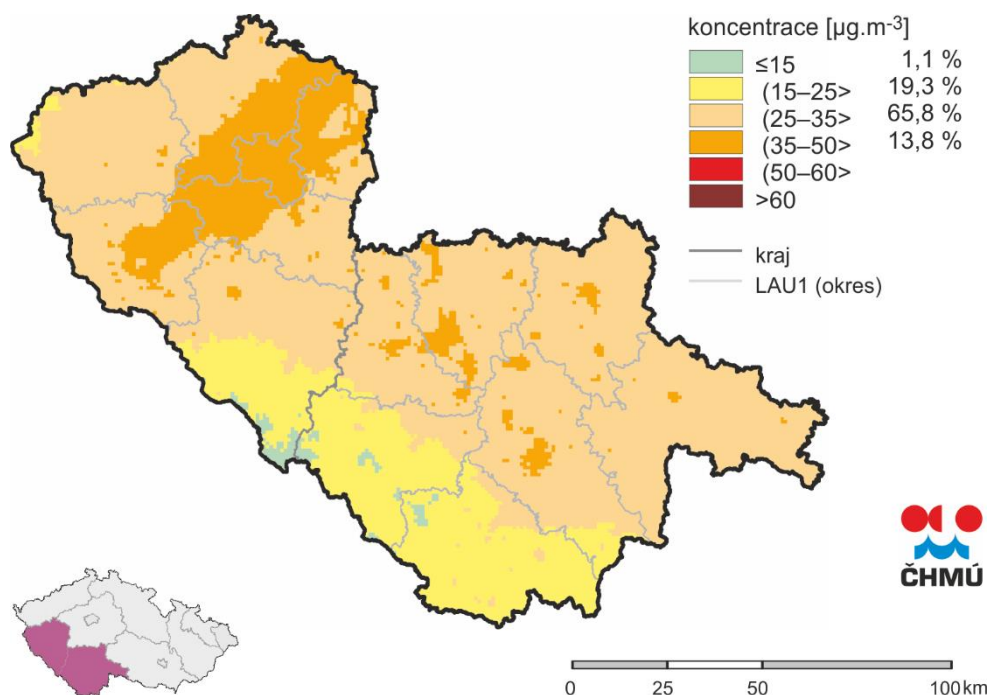 koncentrace [µg.m-3]
≤15 1,1 %
(15–25> 19,3 %
(25–35> 65,8 %
(35–50> 13,8 %
(50–60>
>60
kraj
LAU1 (okres)
ČHMÚ
0 25 50 100 km